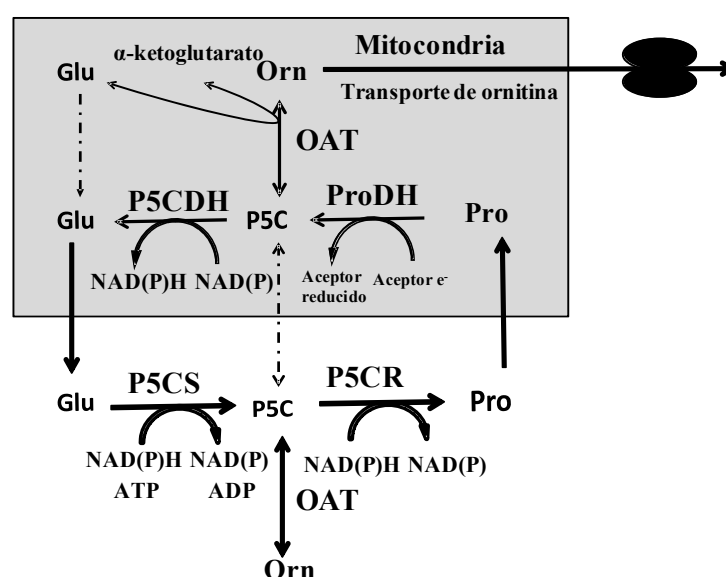 α-ketoglutarato
Mitocondria
Glu
Orn
Transporte de ornitina
OAT
P5CDH
ProDH
Glu
P5C
Pro
NAD(P)H
NAD(P)
Aceptor
reducido
Aceptor e-
P5CS
P5CR
Glu
P5C
Pro
NAD(P)H
NAD(P)
NAD(P)H
NAD(P)
ATP
ADP
OAT
Orn